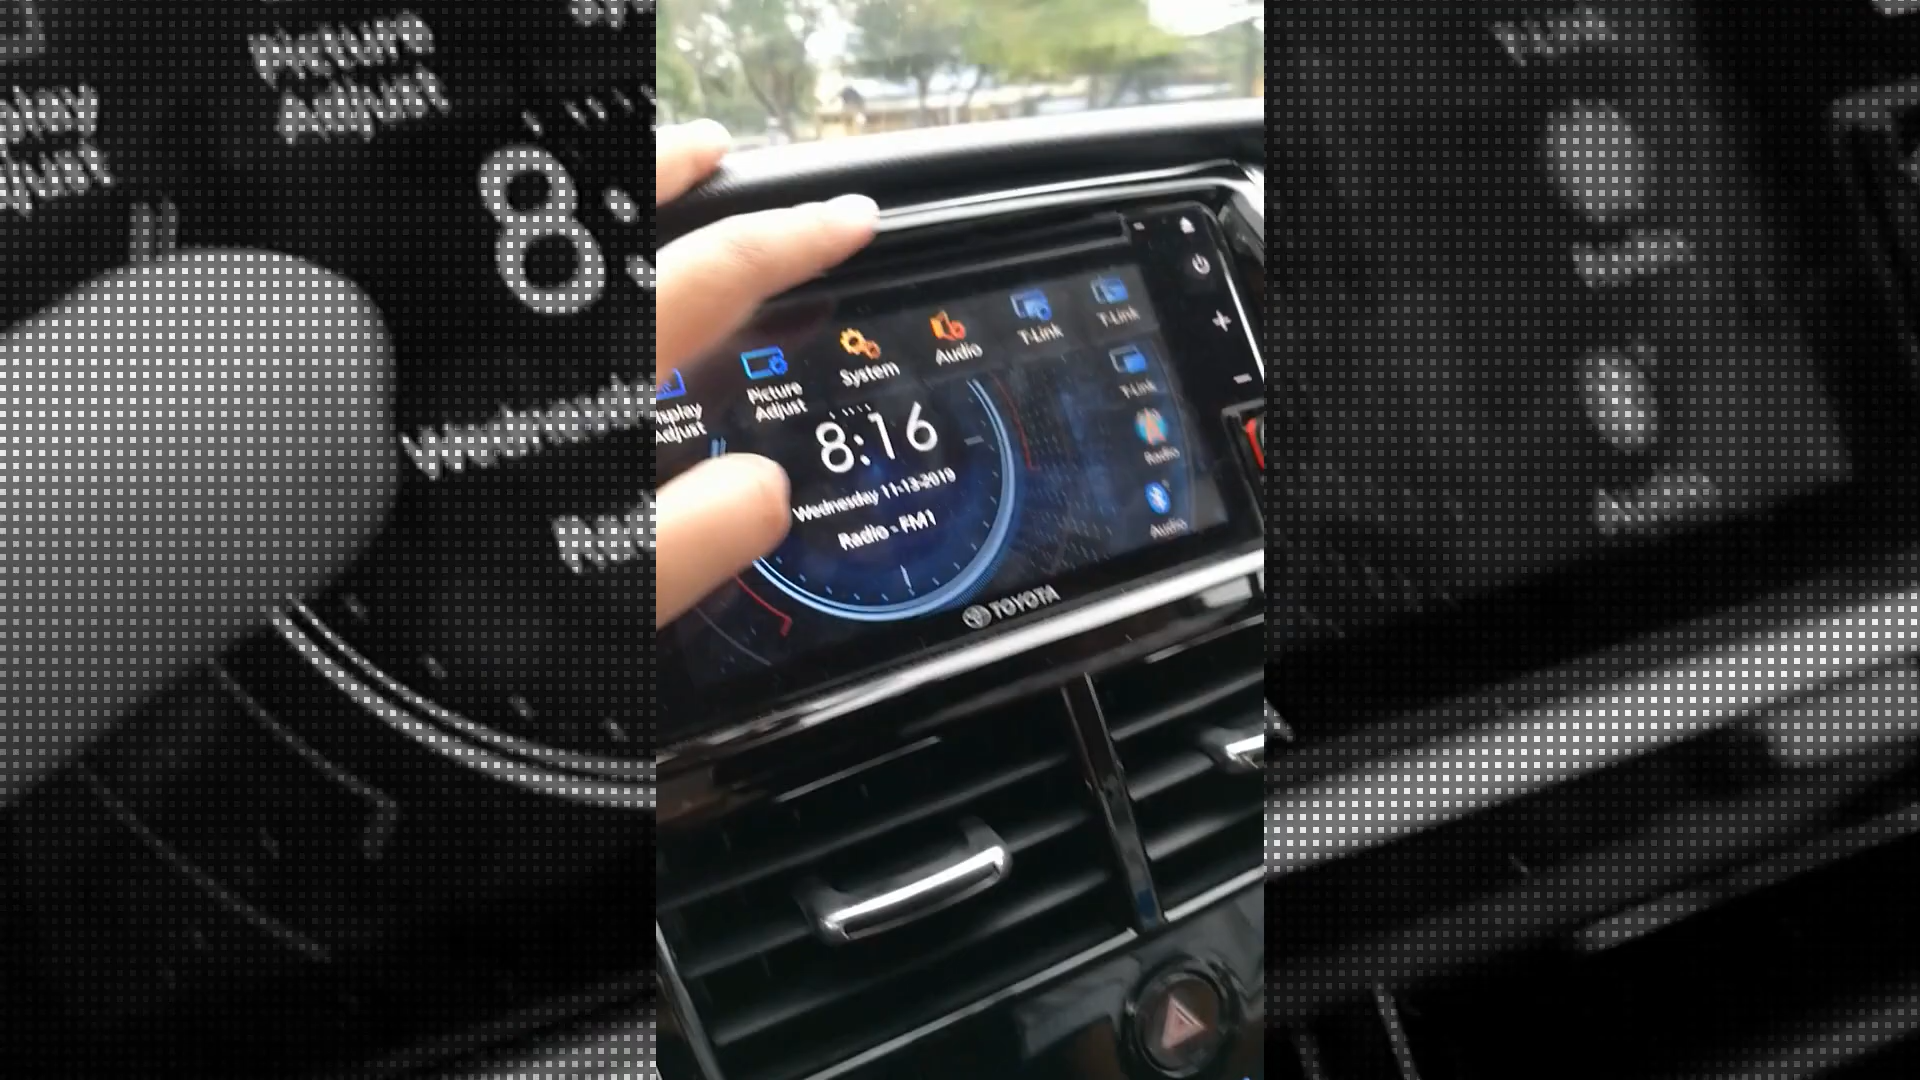 T-Link
T-Link
Audio
System
Picture
Adjust
Adjust
T-Link
8:16
Radio
Wednesday 11-13-2019
Radio - FM1
Audio
TOYOTA